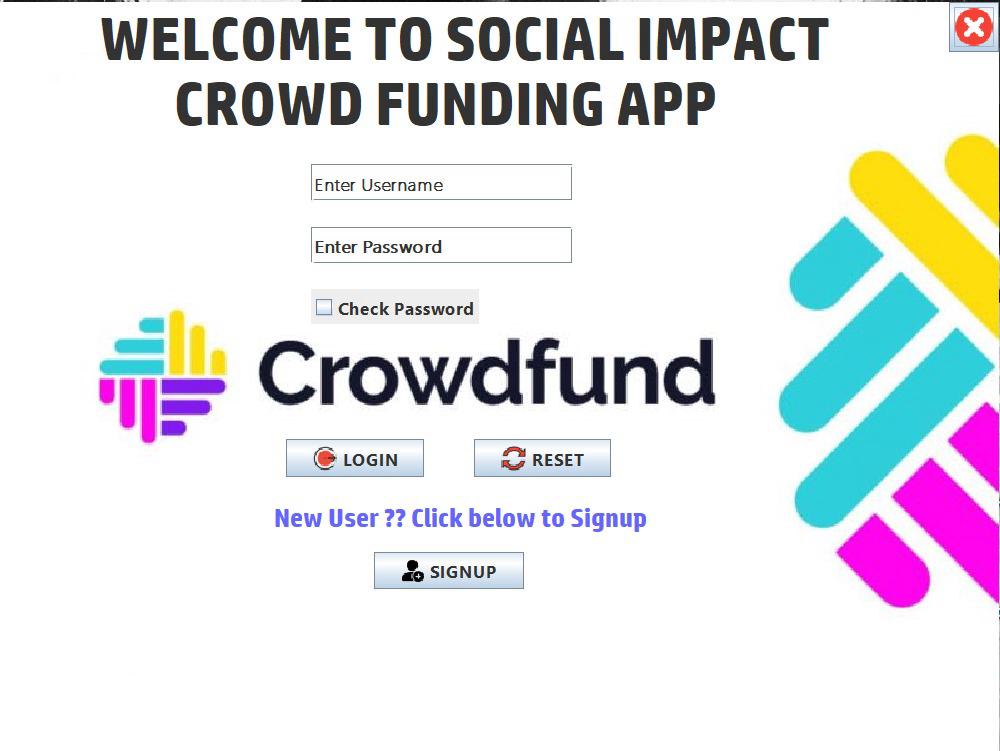 WELCOME TO SOCIAL IMPACT
CROWD FUNDING APP
Enter Username
Enter Password
Check Password
Crowdfund
LOGIN
RESET
New User ?? Click below to Signup
SIGNUP